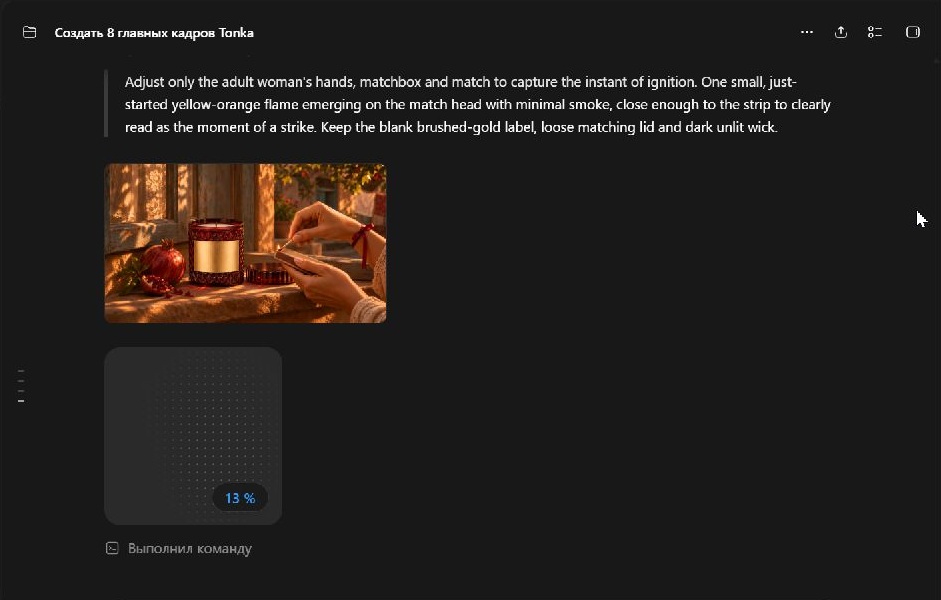 Создать 8 главных кадров Tonka
Adjust only the adult woman's hands, matchbox and match to capture the instant of ignition. One small, just-
started yellow-orange flame emerging on the match head with minimal smoke, close enough to the strip to clearly
read as the moment of a strike. Keep the blank brushed-gold label, loose matching lid and dark unlit wick.
13 %
Выполнил команду